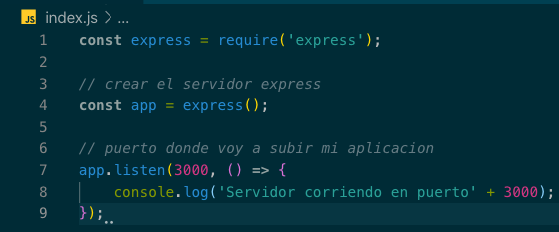 JS index.js > ...
1 const express = require('express');
2
3 // crear el servidor express
4 const app = express();
5
6 // puerto donde voy a subir mi aplicacion
7 app.listen(3000, () => {
8     console.log('Servidor corriendo en puerto' + 3000);
9 });